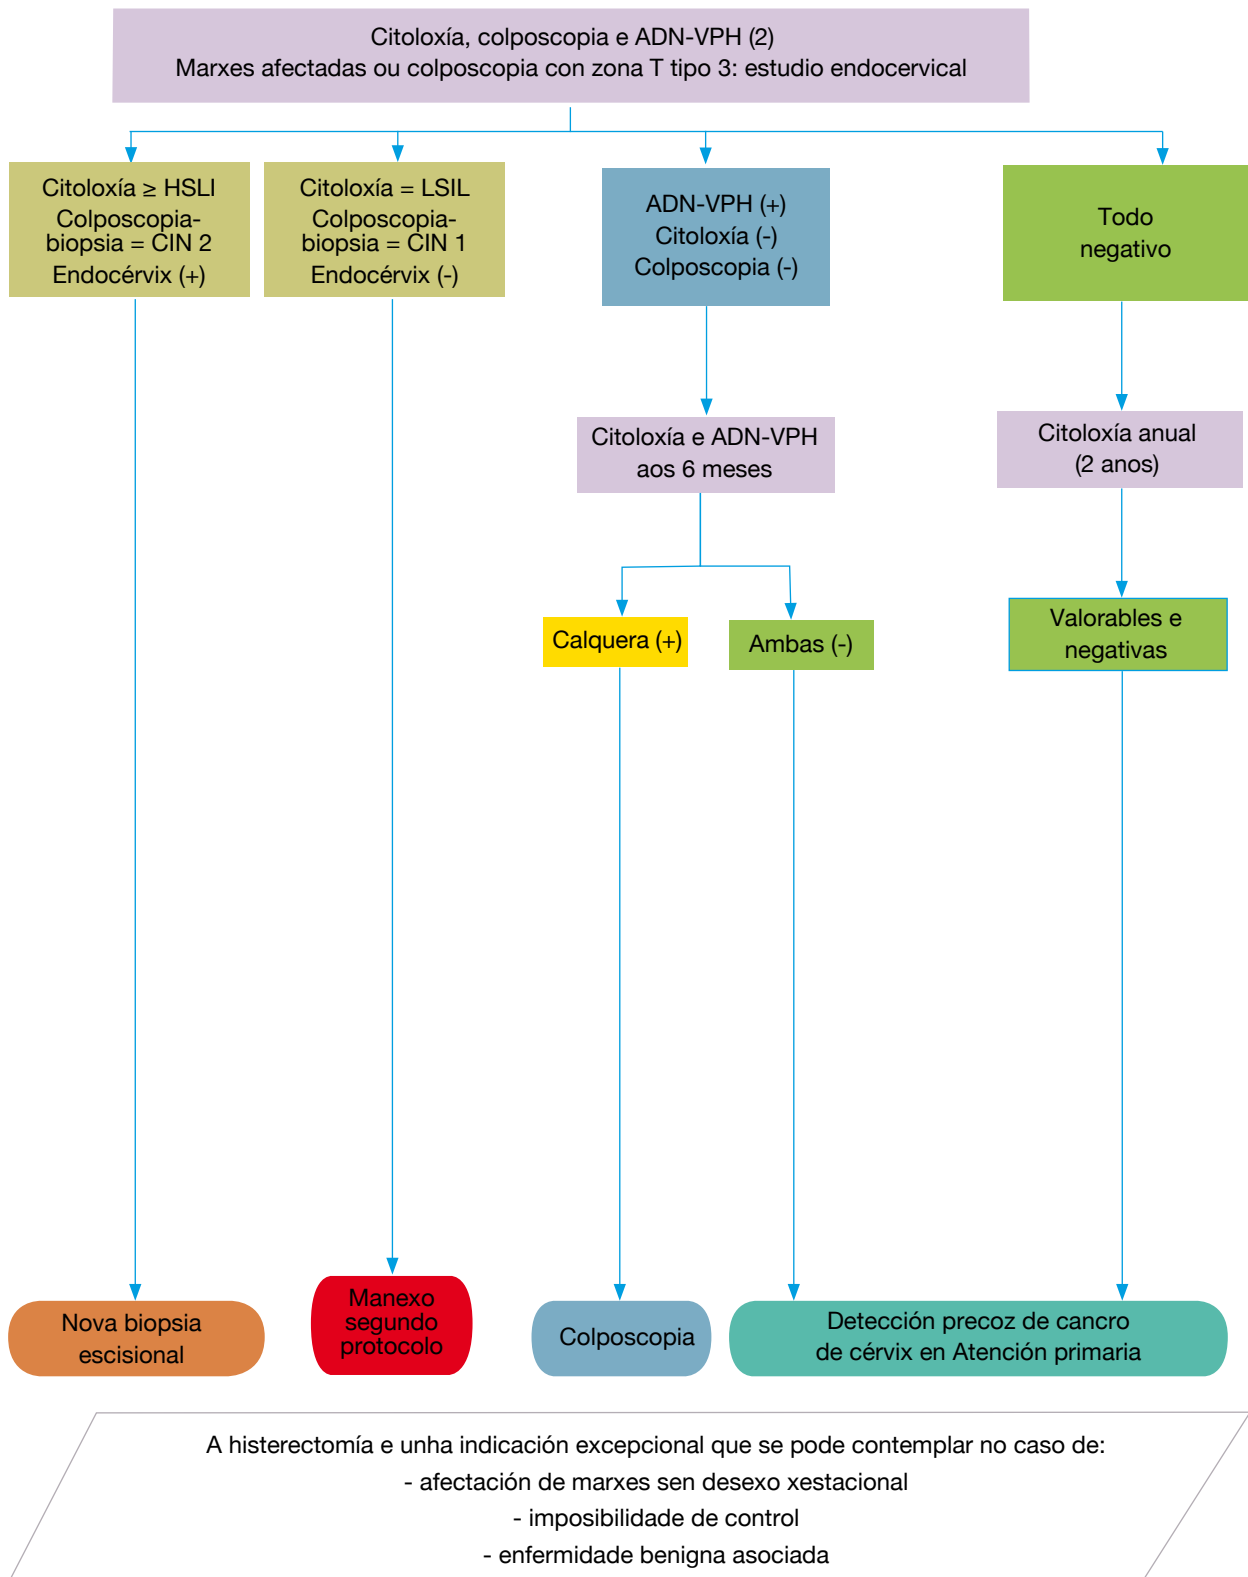 Citoloxía, colposcopia e ADN-VPH (2)
Marxes afectadas ou colposcopia con zona T tipo 3: estudio endocervical
Citoloxía ≥ HSLI
Colposcopia-
biopsia = CIN 2
Endocérvix (+)
Citoloxía = LSIL
Colposcopia-
biopsia = CIN 1
Endocérvix (-)
ADN-VPH (+)
Citoloxía (-)
Colposcopia (-)
Todo
negativo
Citoloxía e ADN-VPH
aos 6 meses
Citoloxía anual
(2 anos)
Calquera (+)
Ambas (-)
Valorables e
negativas
Nova biopsia
escisional
Manexo
segundo
protocolo
Colposcopia
Detección precoz de cancro
de cérvix en Atención primaria
A histerectomía e unha indicación excepcional que se pode contemplar no caso de:
- afectación de marxes sen desexo xestacional
- imposibilidade de control
- enfermidade benigna asociada